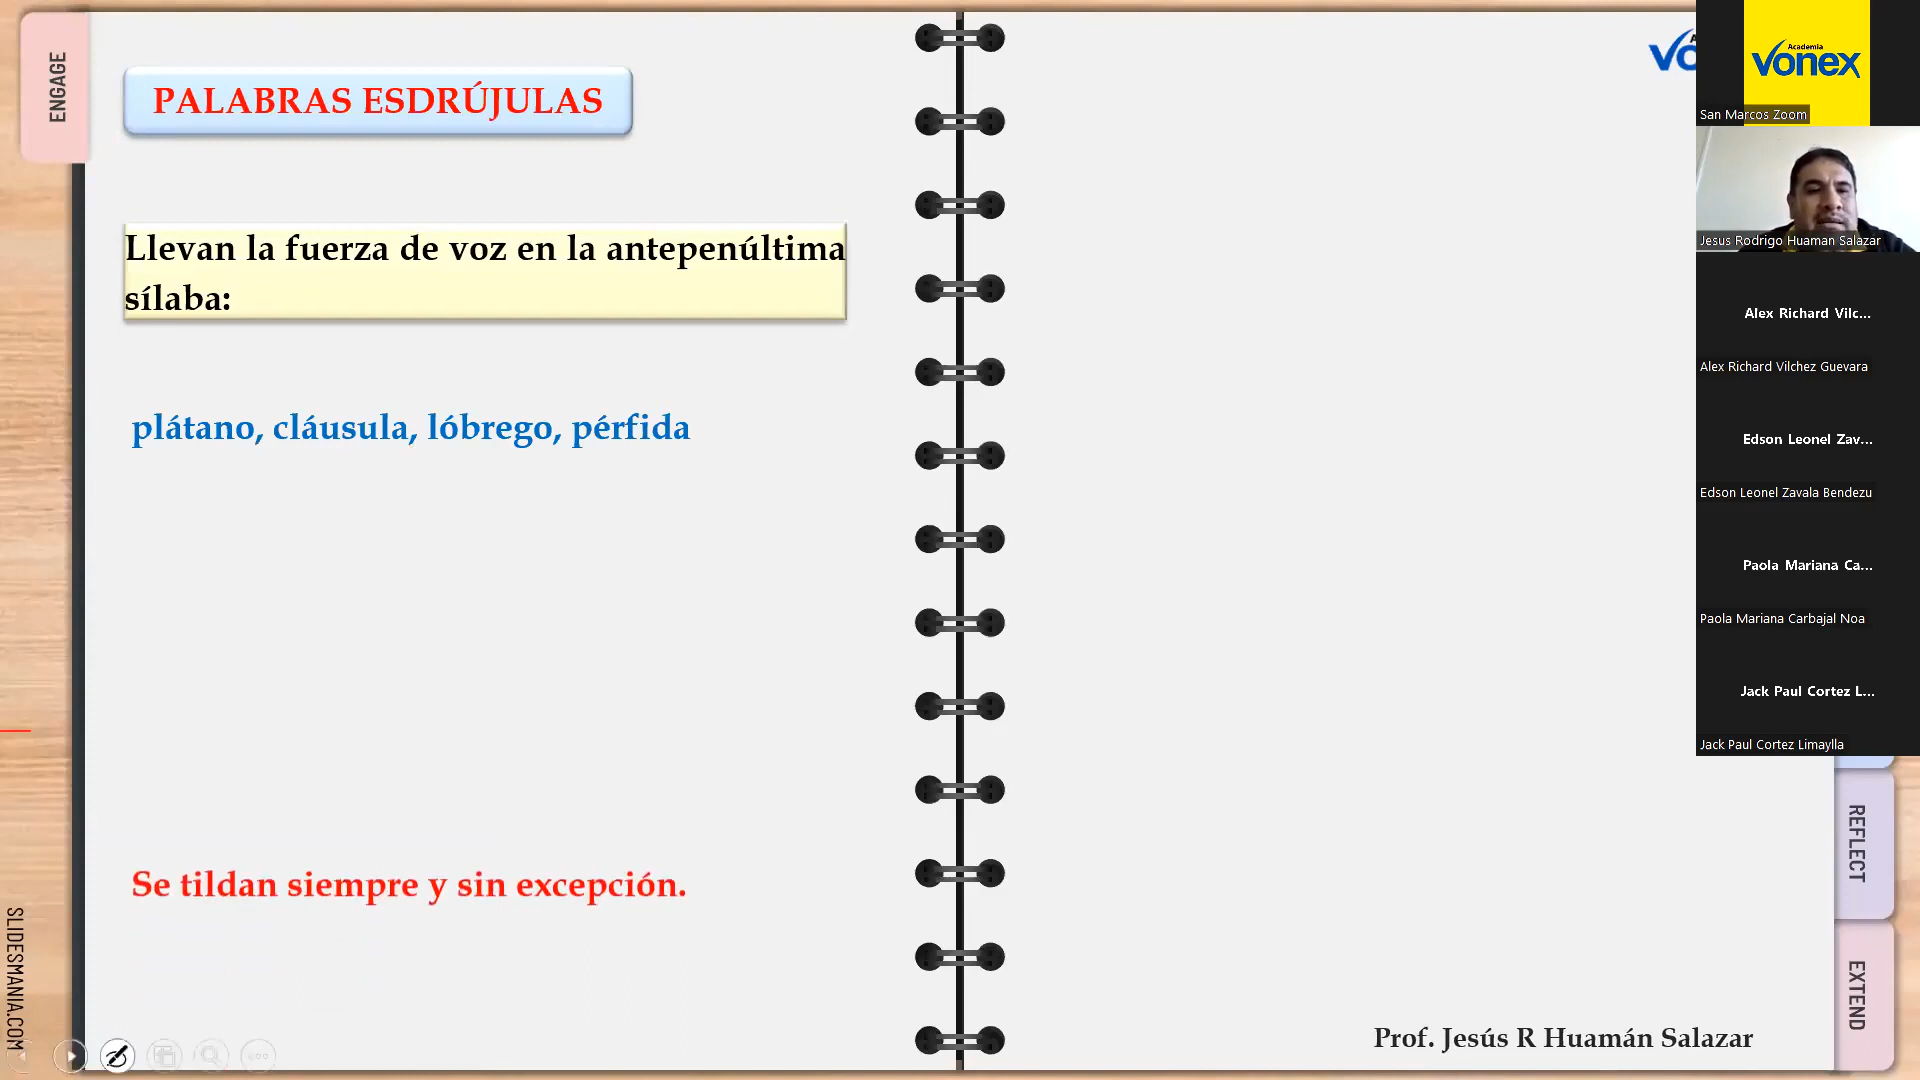 ENGAGE
PALABRAS ESDRÚJULAS
Llevan la fuerza de voz en la antepenúltima
sílaba:
plátano, cláusula, lóbrego, pérfida
Se tildan siempre y sin excepción.
SLIDESMANIA.COM
Prof. Jesús R Huamán Salazar
Academia
Vonex
San Marcos Zoom
Jesus Rodrigo Huaman Salazar
Alex Richard Vilc...
Alex Richard Vilchez Guevara
Edson Leonel Zav...
Edson Leonel Zavala Bendezu
Paola Mariana Ca...
Paola Mariana Carbajal Noa
Jack Paul Cortez L...
Jack Paul Cortez Limaylla
REFLECT
EXTEND